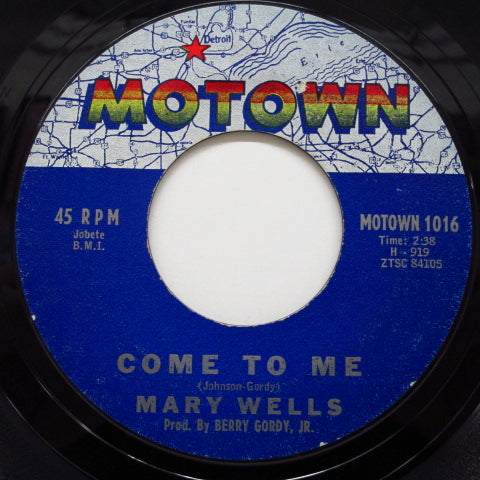 Detroit
Erie
MOTOWN
45 RPM
Jobete
B.M.I.
MOTOWN 1016
Time: 2:38
H - 919
ZTSC 84105
COME TO ME
(Johnson-Gordy)
MARY WELLS
Prod. By BERRY GORDY, JR.